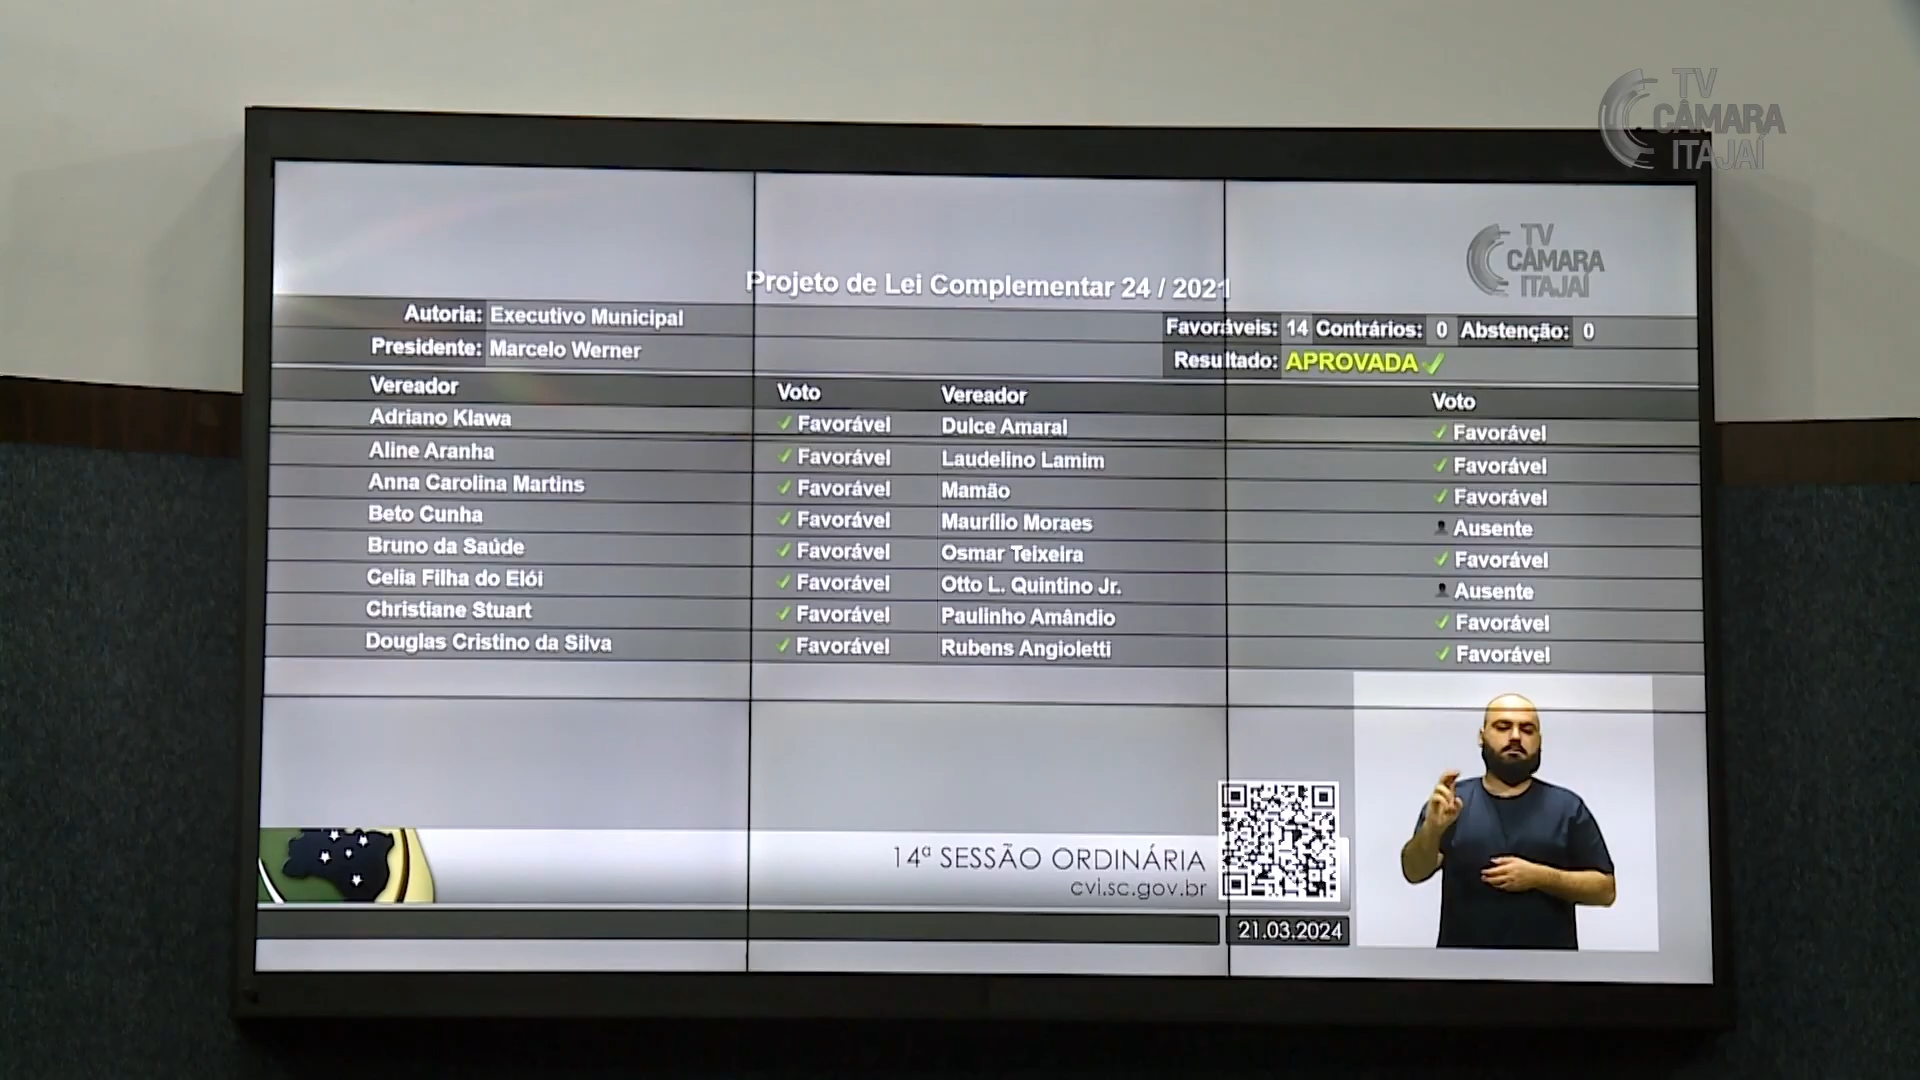 TV
CÂMARA
ITAJAÍ
TV
CÂMARA
ITAJAÍ
Projeto de Lei Complementar 24 / 2021
Autoria: Executivo Municipal
Favoráveis: 14 Contrários: 0 Abstenção: 0
Presidente: Marcelo Werner
Resultado: APROVADA
Vereador Voto Vereador Voto
Adriano Klawa Favorável Dulce Amaral Favorável
Aline Aranha Favorável Laudelino Lamim Favorável
Anna Carolina Martins Favorável Mamão Favorável
Beto Cunha Favorável Maurílio Moraes Ausente
Bruno da Saúde Favorável Osmar Teixeira Favorável
Celia Filha do Elói Favorável Otto L. Quintino Jr. Ausente
Christiane Stuart Favorável Paulinho Amândio Favorável
Douglas Cristino da Silva Favorável Rubens Angioletti Favorável
14ª SESSÃO ORDINÁRIA
cvi.sc.gov.br
21.03.2024